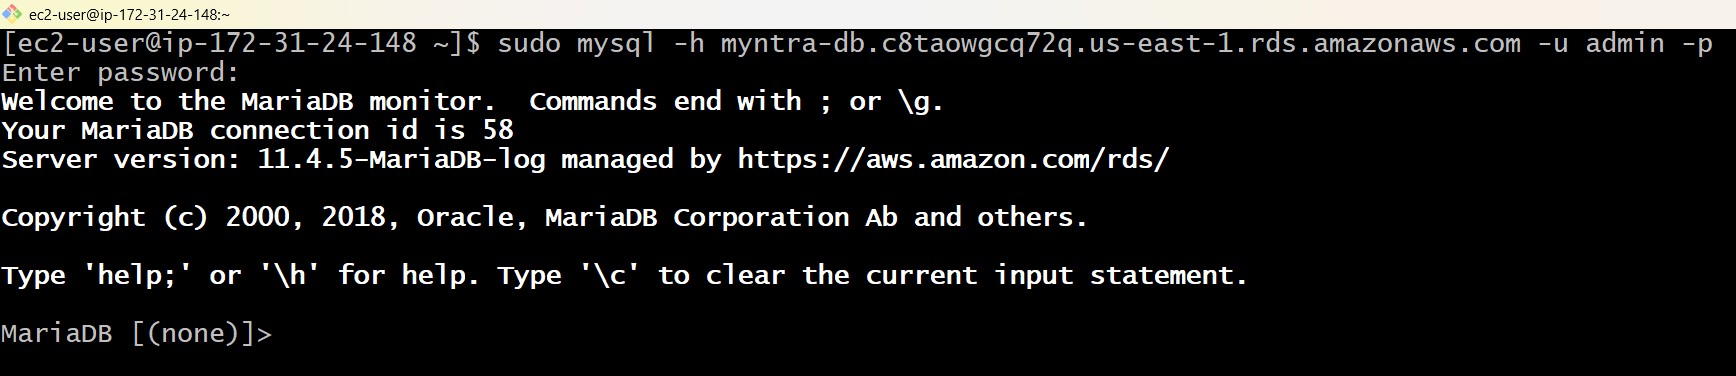 ec2-user@ip-172-31-24-148:~
[ec2-user@ip-172-31-24-148 ~]$ sudo mysql -h myntra-db.c8taowgcq72q.us-east-1.rds.amazonaws.com -u admin -p
Enter password:
Welcome to the MariaDB monitor.  Commands end with ; or \g.
Your MariaDB connection id is 58
Server version: 11.4.5-MariaDB-log managed by https://aws.amazon.com/rds/
Copyright (c) 2000, 2018, Oracle, MariaDB Corporation Ab and others.
Type 'help;' or '\h' for help. Type '\c' to clear the current input statement.
MariaDB [(none)]>